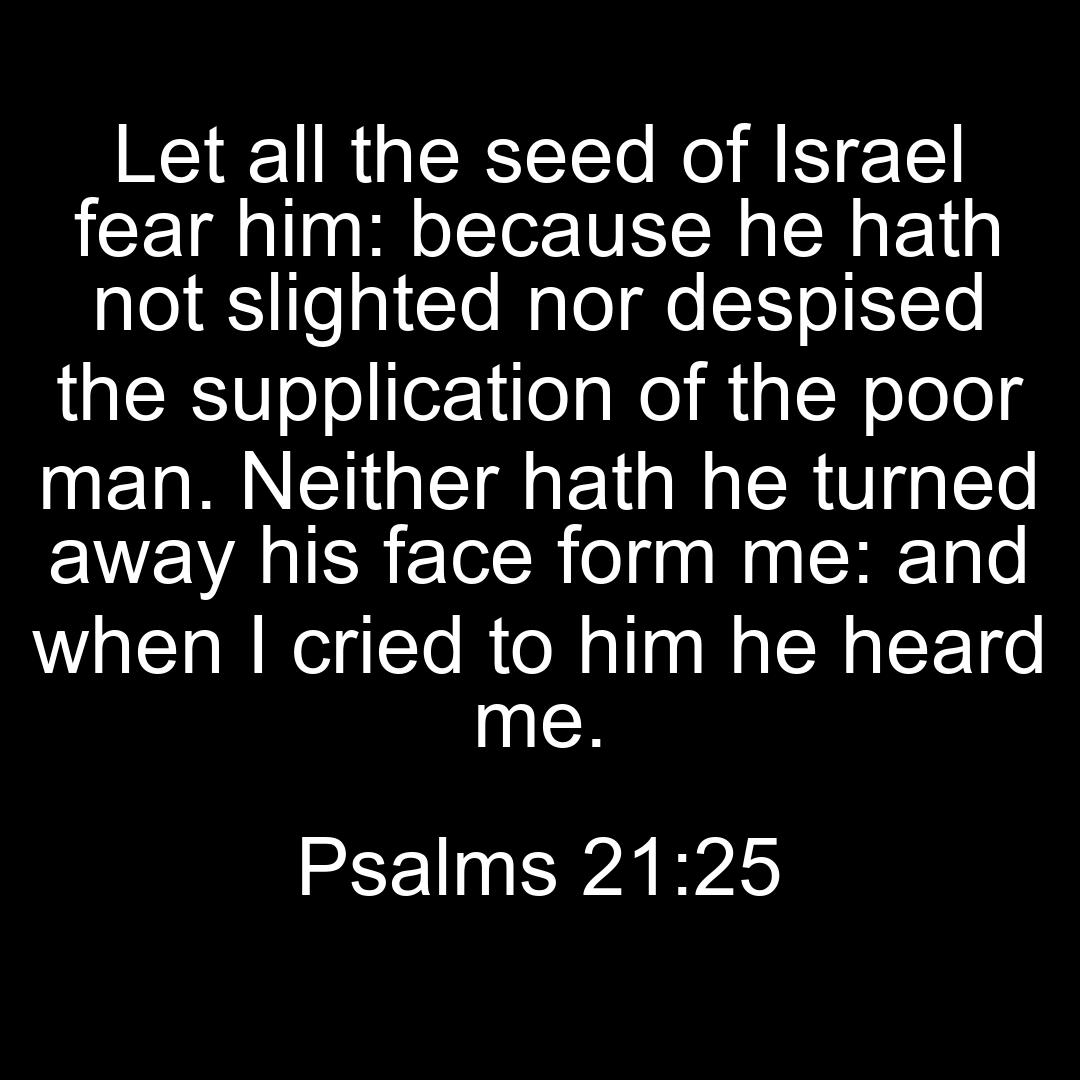 Let all the seed of Israel
fear him: because he hath
not slighted nor despised
the supplication of the poor
man. Neither hath he turned
away his face form me: and
when I cried to him he heard
me.
Psalms 21:25